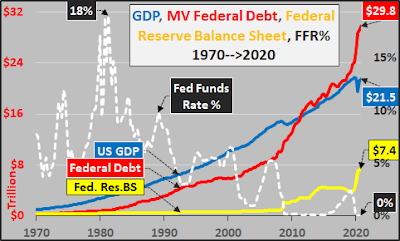 GDP, MV Federal Debt, Federal
Reserve Balance Sheet, FFR%
1970-->2020
$32
$24
$16
$8
$0
Trillions
18%
Fed Funds
Rate %
US GDP
Federal Debt
Fed. Res.BS
$29.8
15%
$21.5
10%
5%
$7.4
0%
0%
1970
1980
1990
2000
2010
2020